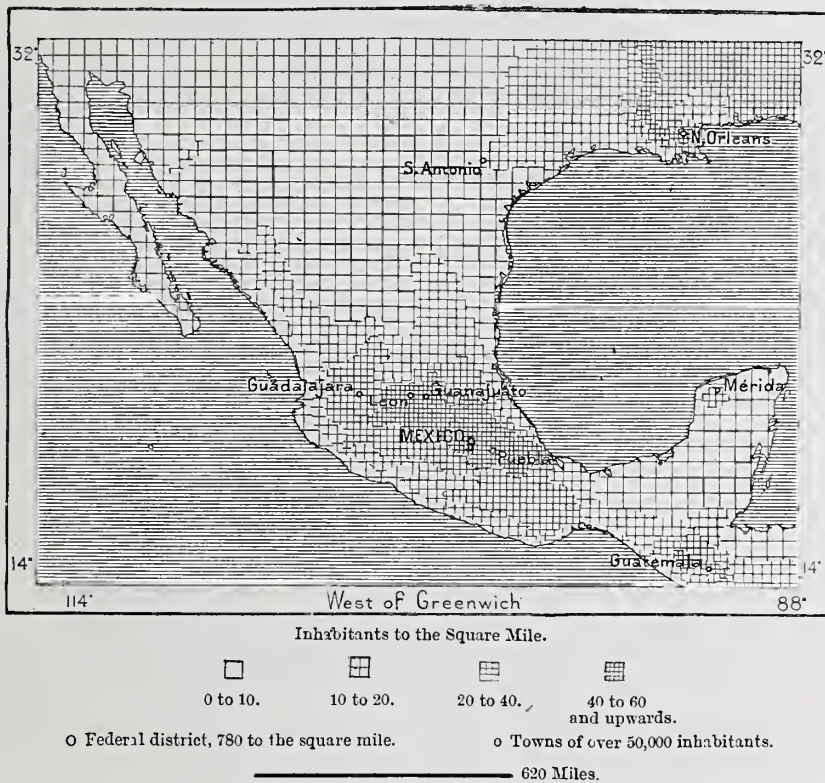 32° 32°
N. Orleans
S. Antonio
Guadalajara
Leon
Guanajuato
Mérida
MEXICO
Puebla
Guatemala
14° 14°
114° West of Greenwich 88°
Inhabitants to the Square Mile.
0 to 10. 10 to 20. 20 to 40. 40 to 60
and upwards.
o Federal district, 780 to the square mile. o Towns of over 50,000 inhabitants.
620 Miles.